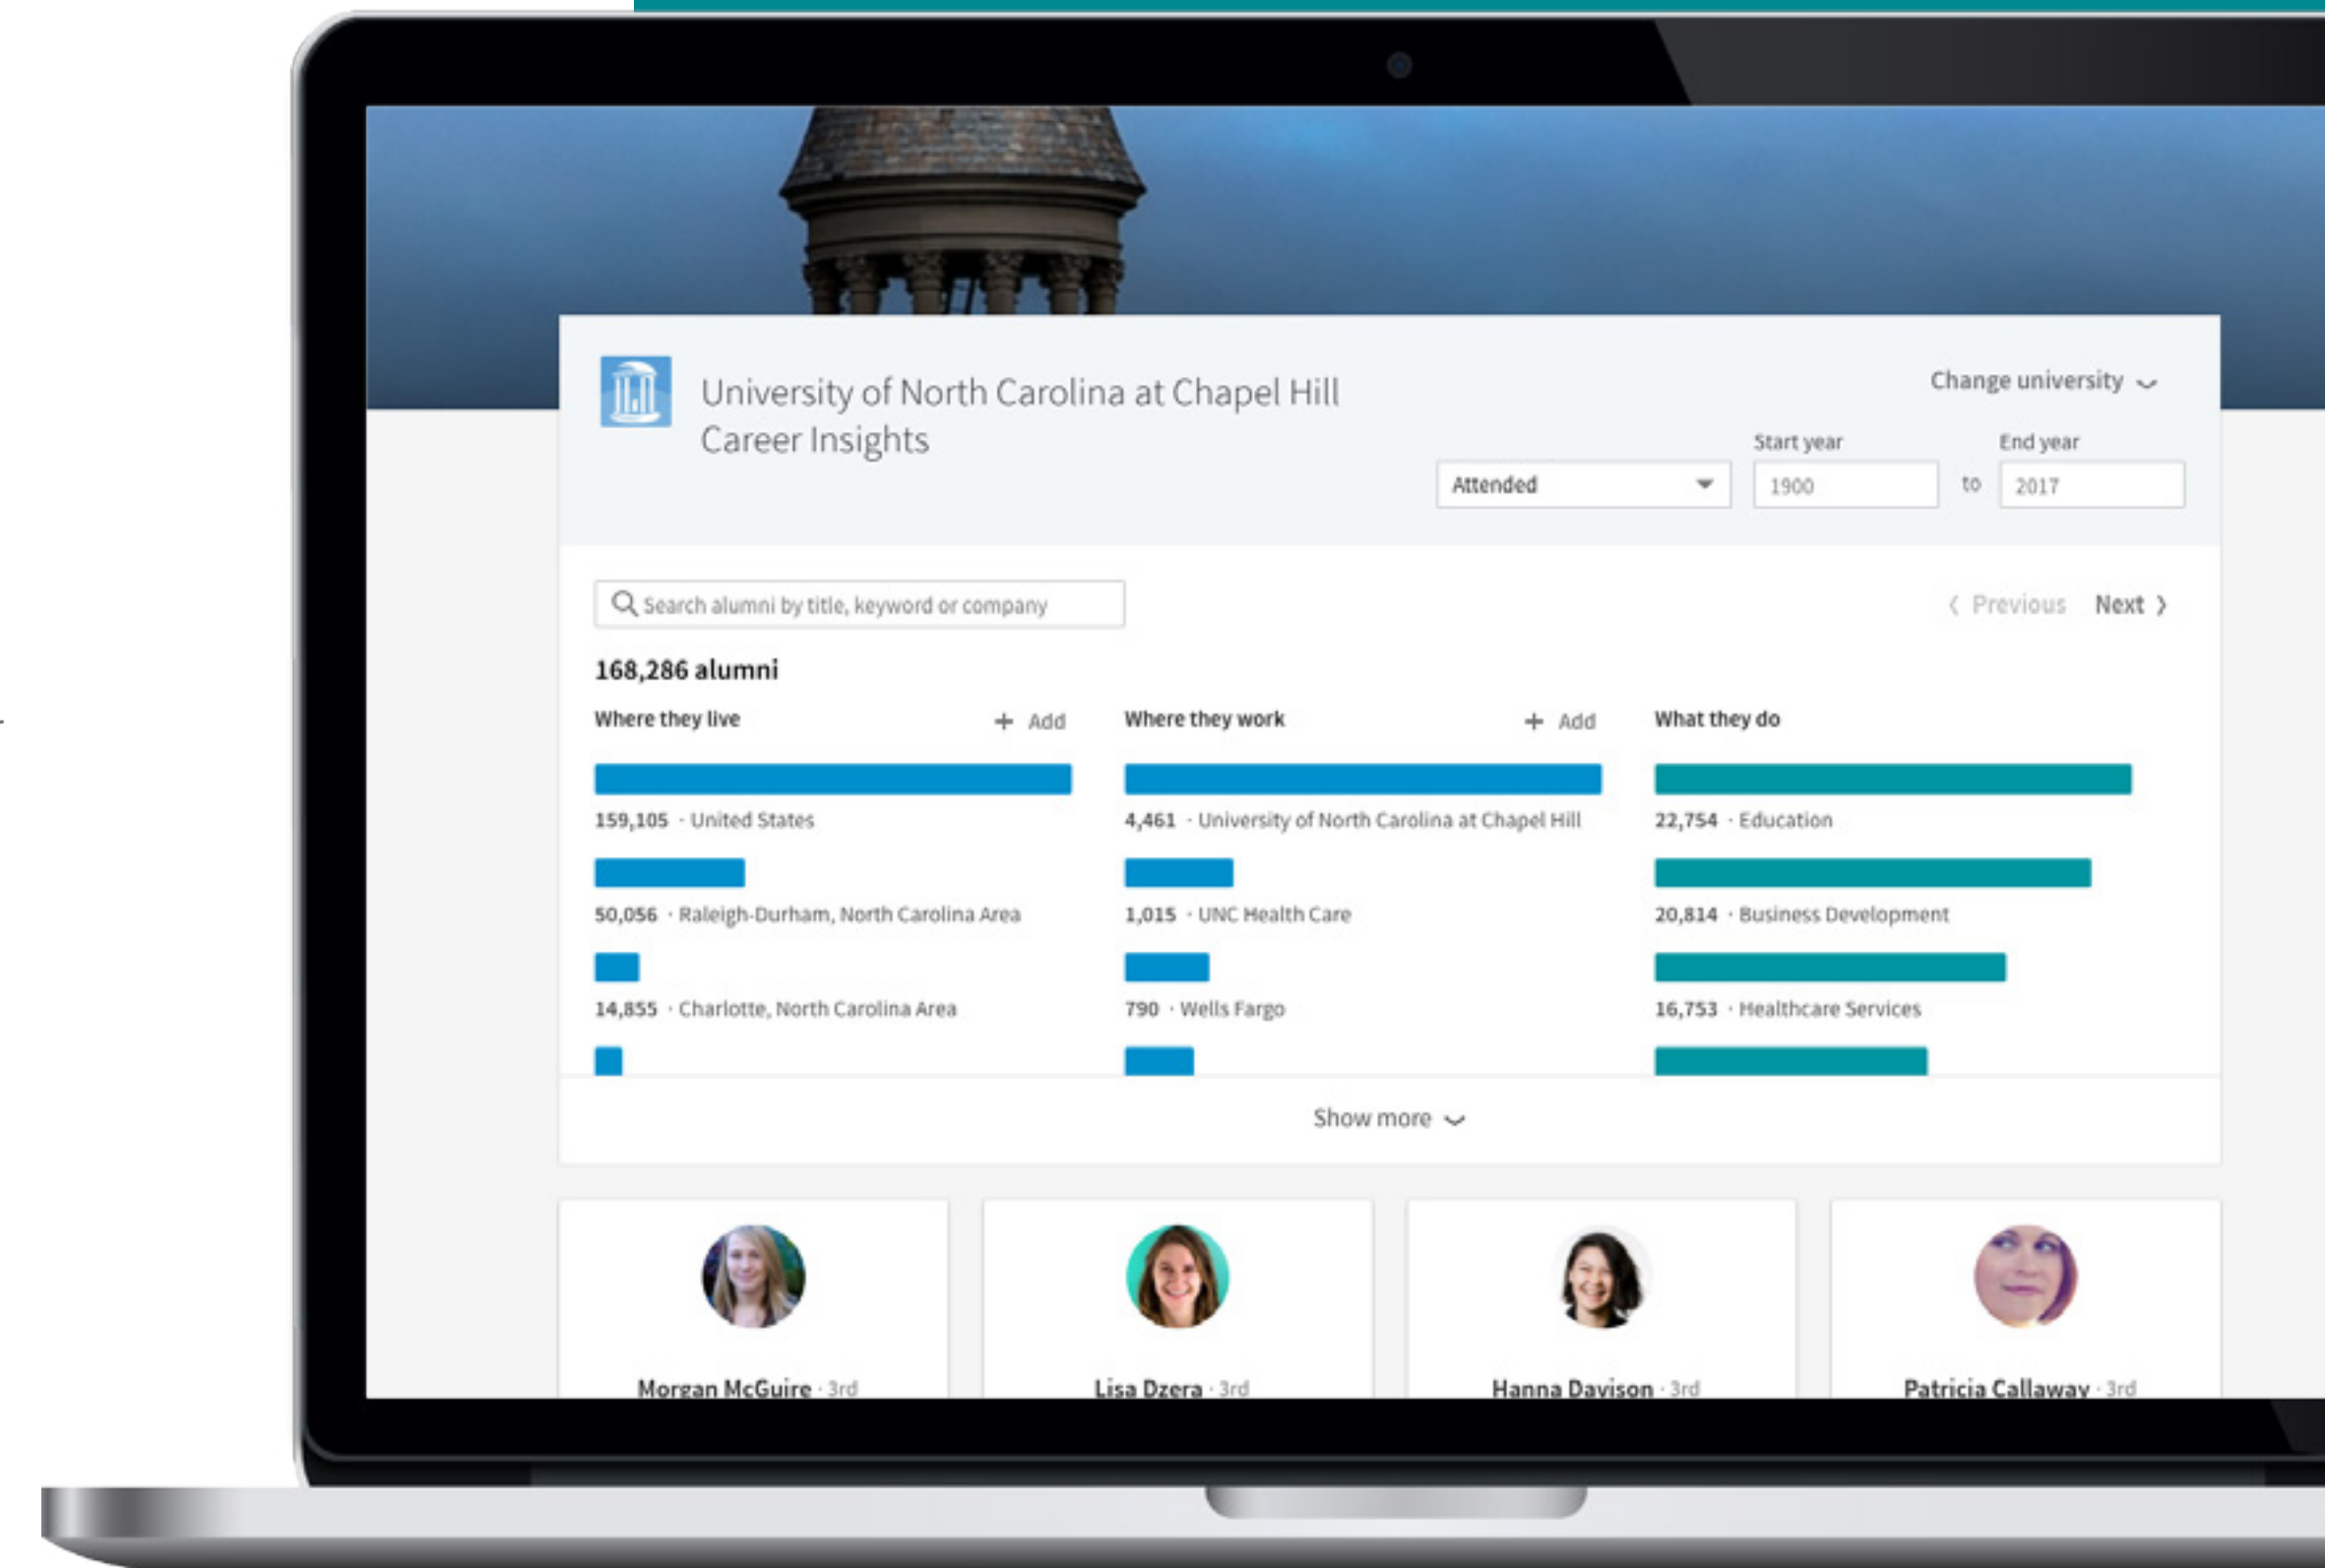 University of North Carolina at Chapel Hill
Career Insights
Change university
Start year
End year
Attended
1900
to
2017
Search alumni by title, keyword or company
Previous Next
168,286 alumni
Where they live
+ Add
159,105 · United States
50,056 · Raleigh-Durham, North Carolina Area
14,855 · Charlotte, North Carolina Area
Where they work
+ Add
4,461 · University of North Carolina at Chapel Hill
1,015 · UNC Health Care
790 · Wells Fargo
What they do
22,754 · Education
20,814 · Business Development
16,753 · Healthcare Services
Show more
Morgan McGuire · 3rd
Lisa Dzera · 3rd
Hanna Davison · 3rd
Patricia Callaway · 3rd